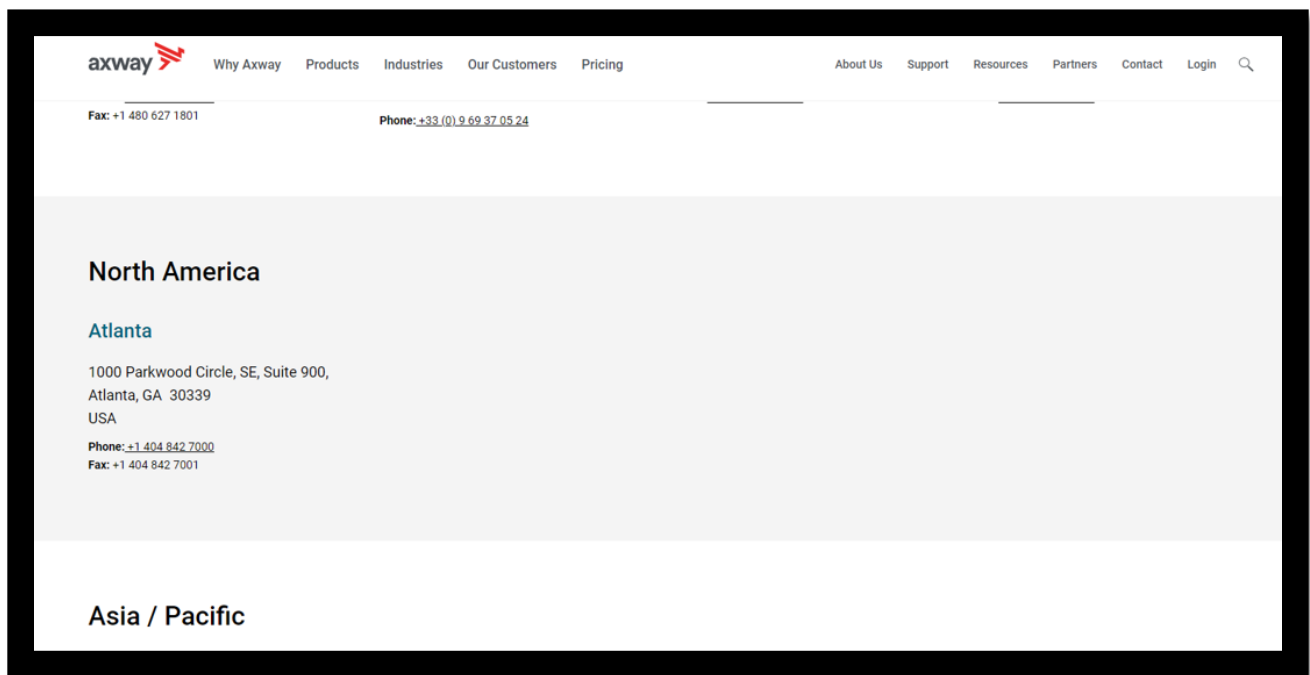 axway Why Axway Products Industries Our Customers Pricing About Us Support Resources Partners Contact Login
Fax: +1 480 627 1801
Phone: +33 (0) 9 69 37 05 24
North America
Atlanta
1000 Parkwood Circle, SE, Suite 900,
Atlanta, GA  30339
USA
Phone: +1 404 842 7000
Fax: +1 404 842 7001
Asia / Pacific